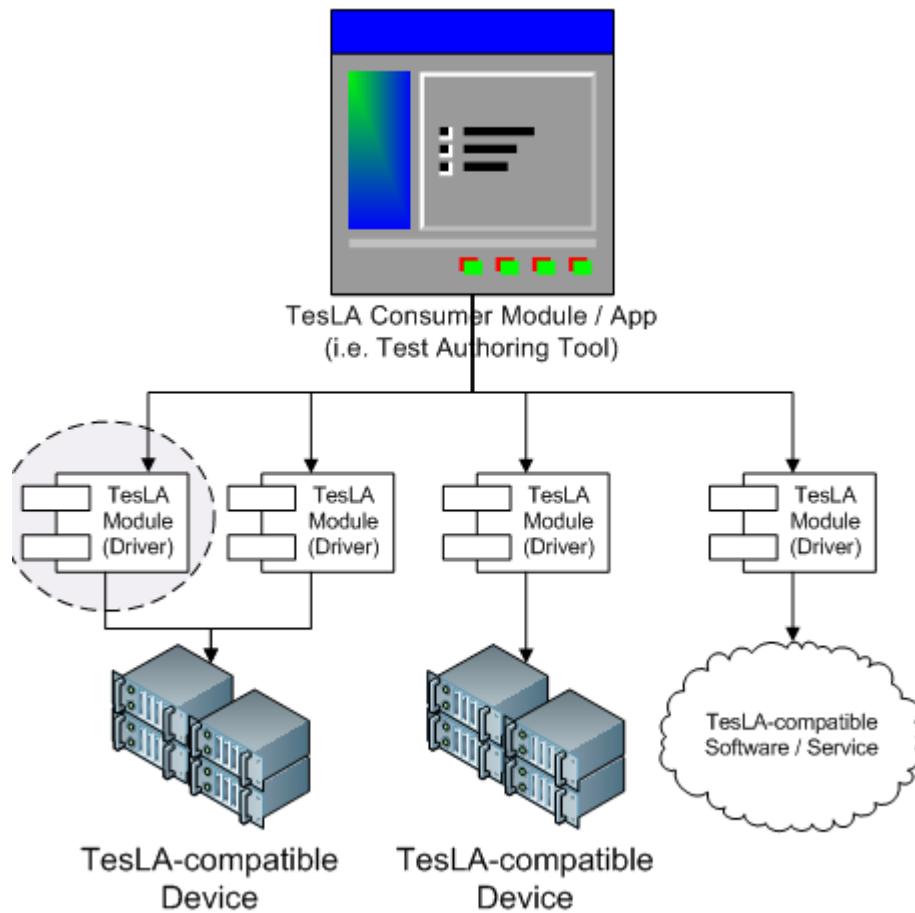 TesLA Consumer Module / App
(i.e. Test Authoring Tool)
TesLA
Module
(Driver)
TesLA
Module
(Driver)
TesLA
Module
(Driver)
TesLA
Module
(Driver)
TesLA-compatible
Software / Service
TesLA-compatible
Device
TesLA-compatible
Device